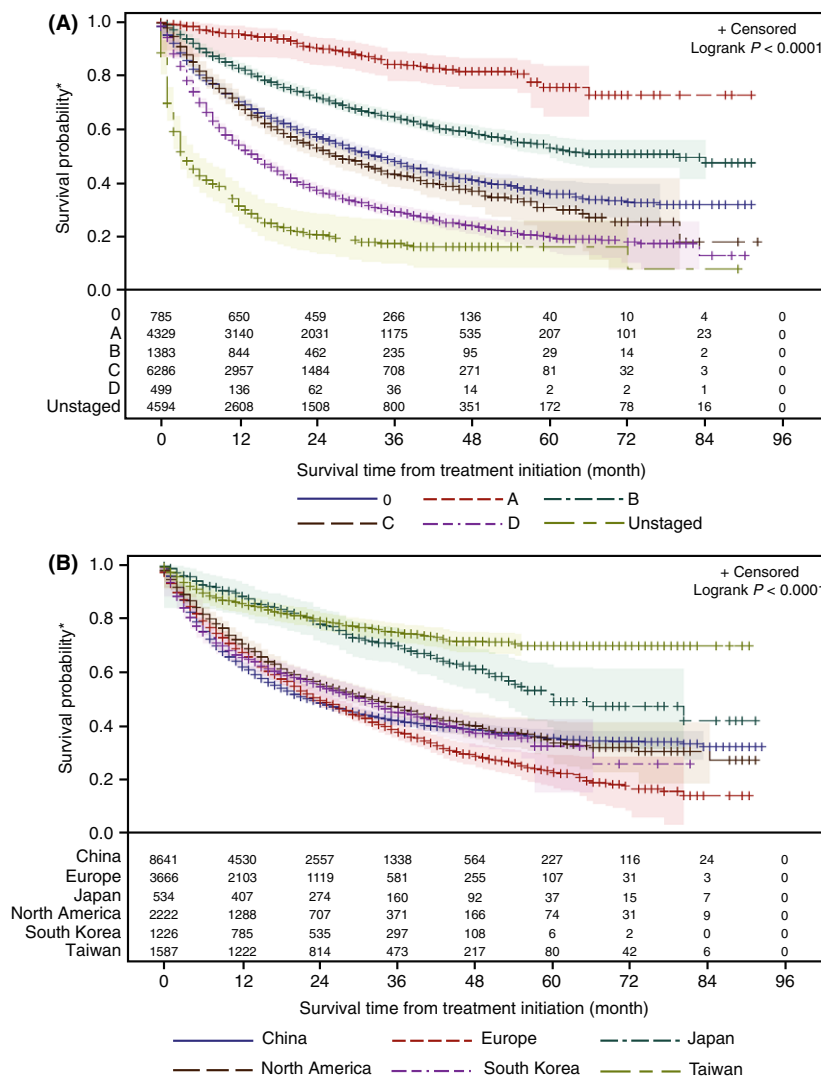 (A)
+ Censored
Logrank P < 0.0001
Survival probability*
1.0
0.8
0.6
0.4
0.2
0.0
0 785 650 459 266 136 40 10 4 0
A 4329 3140 2031 1175 535 207 101 23 0
B 1383 844 462 235 95 29 14 2 0
C 6286 2957 1484 708 271 81 32 3 0
D 499 136 62 36 14 2 2 1 0
Unstaged 4594 2608 1508 800 351 172 78 16 0
0 12 24 36 48 60 72 84 96
Survival time from treatment initiation (month)
0 A B
C D Unstaged
(B)
+ Censored
Logrank P < 0.0001
Survival probability*
1.0
0.8
0.6
0.4
0.2
0.0
China 8641 4530 2557 1338 564 227 116 24 0
Europe 3666 2103 1119 581 255 107 31 3 0
Japan 534 407 274 160 92 37 15 7 0
North America 2222 1288 707 371 166 74 31 9 0
South Korea 1226 785 535 297 108 6 2 0 0
Taiwan 1587 1222 814 473 217 80 42 6 0
0 12 24 36 48 60 72 84 96
Survival time from treatment initiation (month)
China Europe Japan
North America South Korea Taiwan